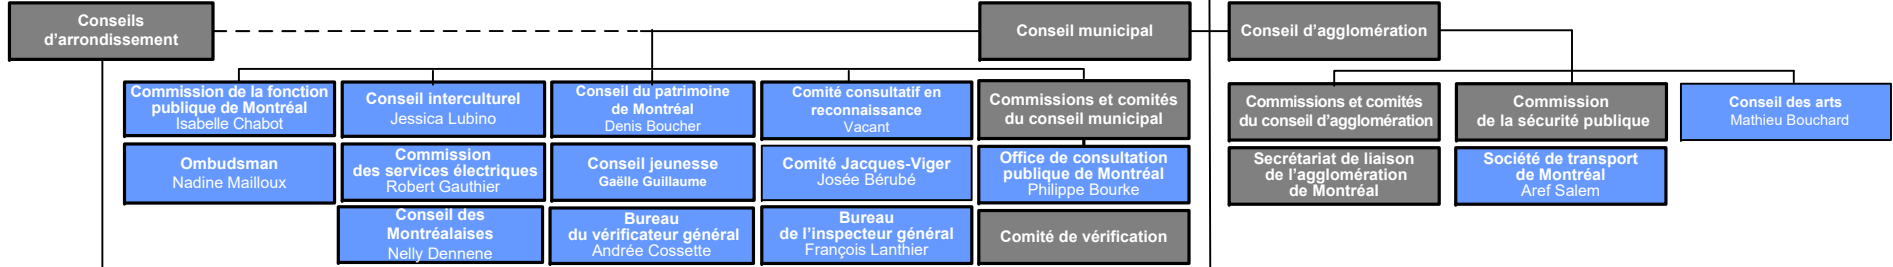 Conseils
d'arrondissement
Conseil municipal
Conseil d'agglomération
Commission de la fonction
publique de Montréal
Isabelle Chabot
Conseil interculturel
Jessica Lubino
Conseil du patrimoine
de Montréal
Denis Boucher
Comité consultatif en
reconnaissance
Vacant
Commissions et comités
du conseil municipal
Commissions et comités
du conseil d'agglomération
Commission
de la sécurité publique
Conseil des arts
Mathieu Bouchard
Ombudsman
Nadine Mailloux
Commission
des services électriques
Robert Gauthier
Conseil jeunesse
Gaëlle Guillaume
Comité Jacques-Viger
Josée Bérubé
Office de consultation
publique de Montréal
Philippe Bourke
Secrétariat de liaison
de l'agglomération
de Montréal
Société de transport
de Montréal
Aref Salem
Conseil des
Montréalaises
Nelly Dennene
Bureau
du vérificateur général
Andrée Cossette
Bureau
de l'inspecteur général
François Lanthier
Comité de vérification